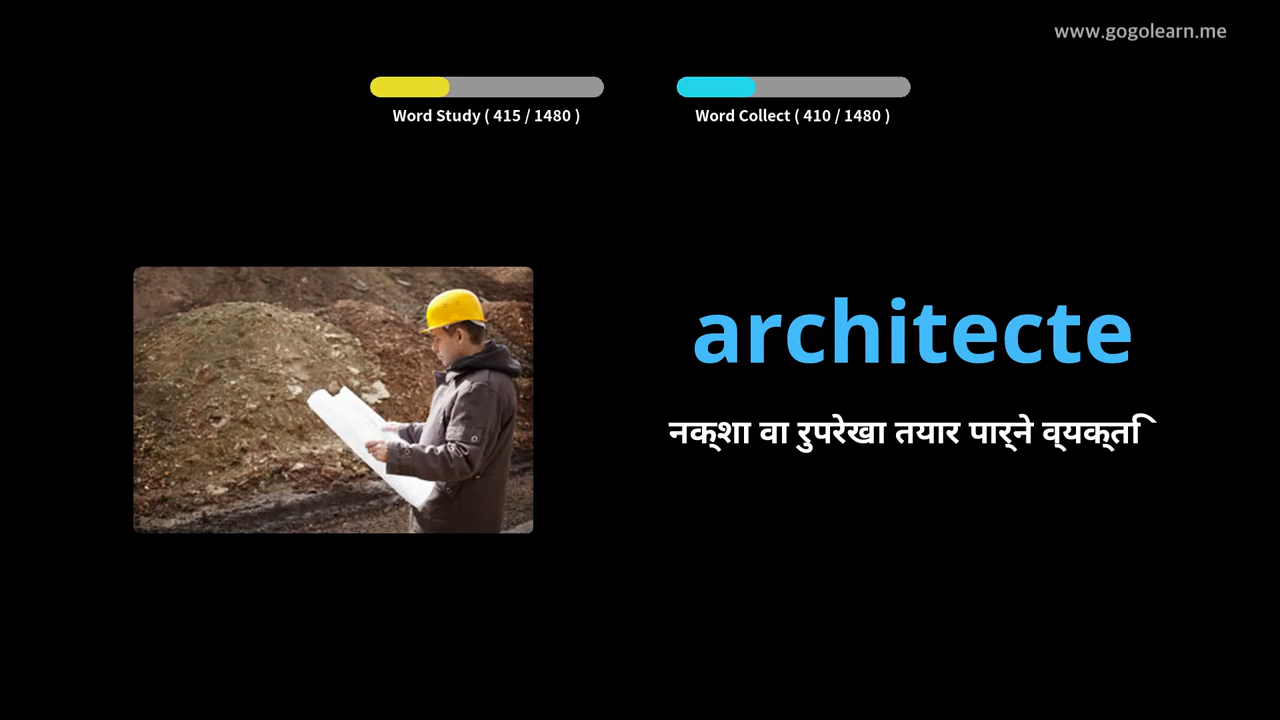 www.gogolearn.me
Word Study ( 415 / 1480 )
Word Collect ( 410 / 1480 )
architecte
नक्शा वा रुपरेखा तयार पार्ने व्यक्ति